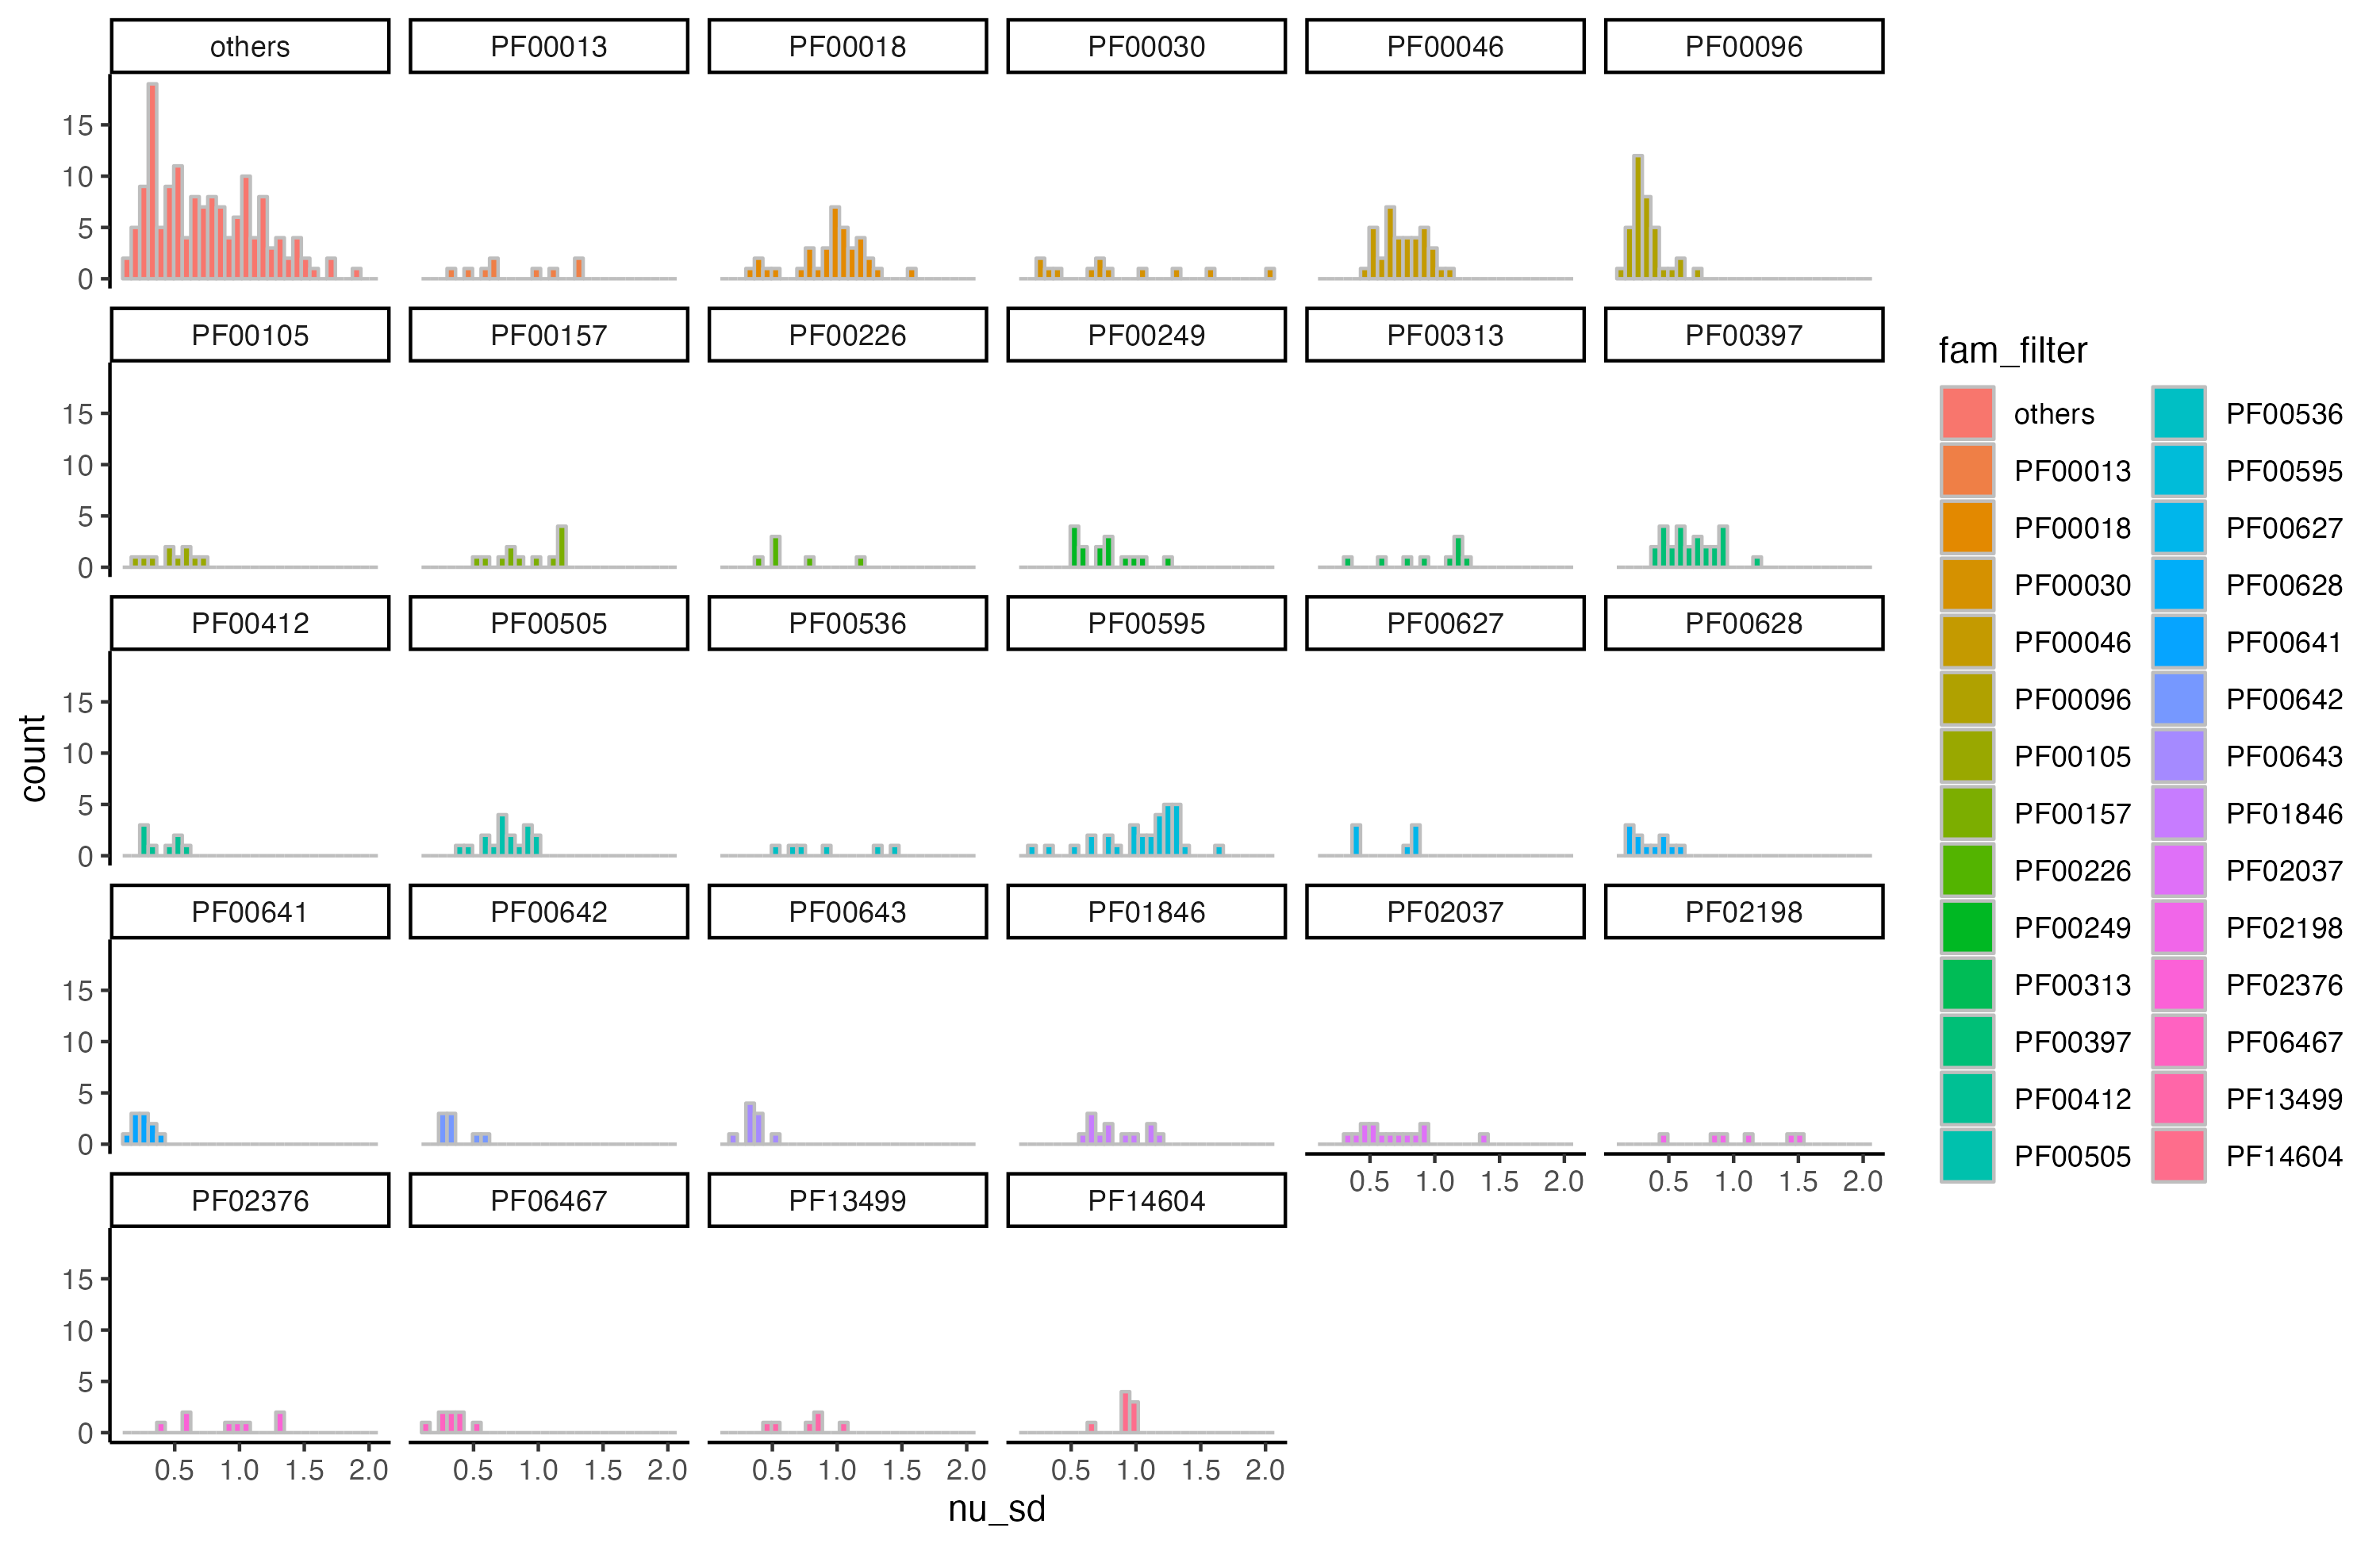 others PF00013 PF00018 PF00030 PF00046 PF00096
15
10
5
0
PF00105 PF00157 PF00226 PF00249 PF00313 PF00397
15
10
5
0
PF00412 PF00505 PF00536 PF00595 PF00627 PF00628
15
10
5
0
PF00641 PF00642 PF00643 PF01846 PF02037 PF02198
15
10
5
0
0.5 1.0 1.5 2.0 0.5 1.0 1.5 2.0
PF02376 PF06467 PF13499 PF14604
15
10
5
0
0.5 1.0 1.5 2.0 0.5 1.0 1.5 2.0 0.5 1.0 1.5 2.0 0.5 1.0 1.5 2.0
nu_sd
count
fam_filter
others
PF00013
PF00018
PF00030
PF00046
PF00096
PF00105
PF00157
PF00226
PF00249
PF00313
PF00397
PF00412
PF00505
PF00536
PF00595
PF00627
PF00628
PF00641
PF00642
PF00643
PF01846
PF02037
PF02198
PF02376
PF06467
PF13499
PF14604